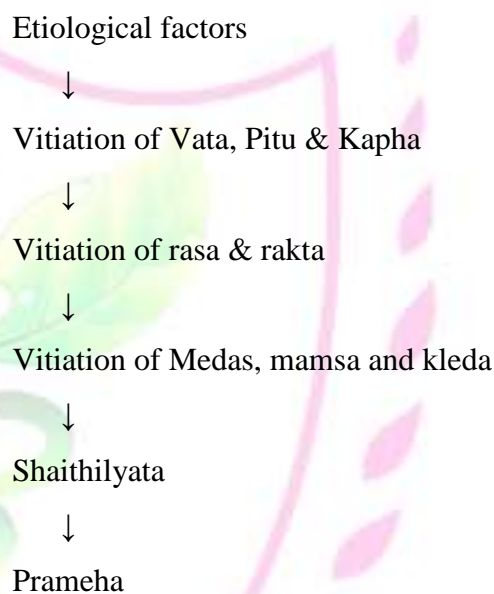 Etiological factors
↓
Vitiation of Vata, Pitu & Kapha
↓
Vitiation of rasa & rakta
↓
Vitiation of Medas, mamsa and kleda
↓
Shaithilyata
↓
Prameha